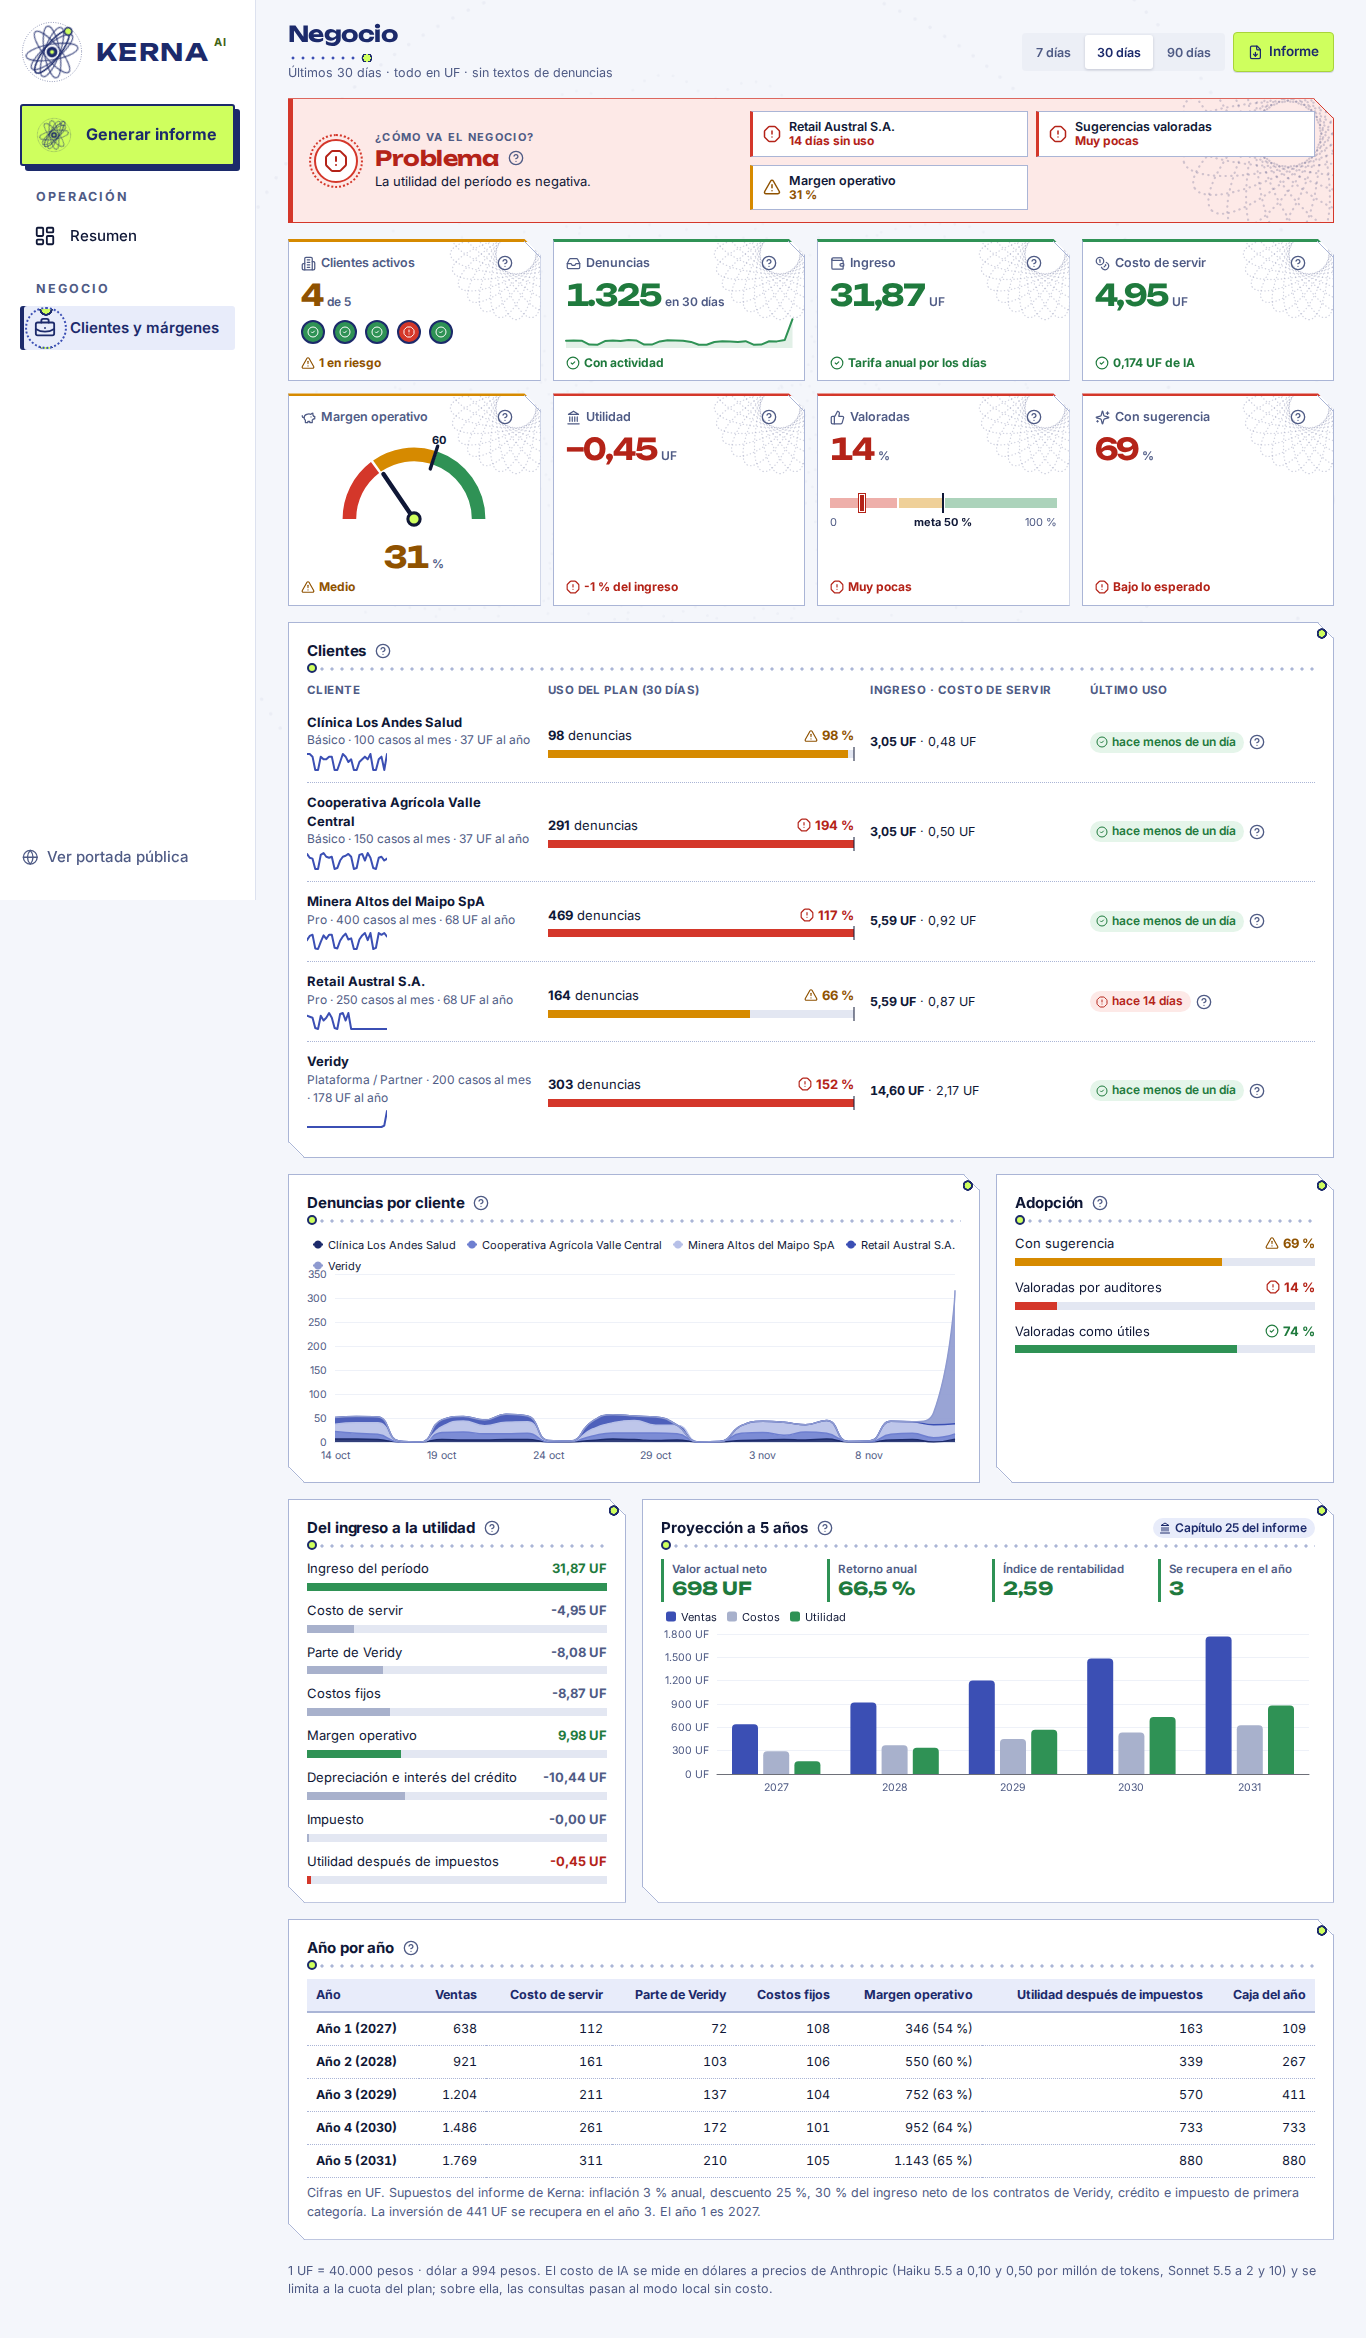 KERNA AI
Generar informe
OPERACIÓN
Resumen
NEGOCIO
Clientes y márgenes
Ver portada pública
Negocio
Últimos 30 días · todo en UF · sin textos de denuncias
7 días
30 días
90 días
Informe
¿CÓMO VA EL NEGOCIO?
Problema
La utilidad del período es negativa.
Retail Austral S.A.
14 días sin uso
Sugerencias valoradas
Muy pocas
Margen operativo
31 %
Clientes activos
4 de 5
1 en riesgo
Denuncias
1.325 en 30 días
Con actividad
Ingreso
31,87 UF
Tarifa anual por los días
Costo de servir
4,95 UF
0,174 UF de IA
Margen operativo
60
31 %
Medio
Utilidad
−0,45 UF
-1 % del ingreso
Valoradas
14 %
0
meta 50 %
100 %
Muy pocas
Con sugerencia
69 %
Bajo lo esperado
Clientes
CLIENTE
USO DEL PLAN (30 DÍAS)
INGRESO · COSTO DE SERVIR
ÚLTIMO USO
Clínica Los Andes Salud
Básico · 100 casos al mes · 37 UF al año
98 denuncias
98 %
3,05 UF · 0,48 UF
hace menos de un día
Cooperativa Agrícola Valle
Central
Básico · 150 casos al mes · 37 UF al año
291 denuncias
194 %
3,05 UF · 0,50 UF
hace menos de un día
Minera Altos del Maipo SpA
Pro · 400 casos al mes · 68 UF al año
469 denuncias
117 %
5,59 UF · 0,92 UF
hace menos de un día
Retail Austral S.A.
Pro · 250 casos al mes · 68 UF al año
164 denuncias
66 %
5,59 UF · 0,87 UF
hace 14 días
Veridy
Plataforma / Partner · 200 casos al mes
· 178 UF al año
303 denuncias
152 %
14,60 UF · 2,17 UF
hace menos de un día
Denuncias por cliente
Clínica Los Andes Salud
Cooperativa Agrícola Valle Central
Minera Altos del Maipo SpA
Retail Austral S.A.
Veridy
350
300
250
200
150
100
50
0
14 oct
19 oct
24 oct
29 oct
3 nov
8 nov
Adopción
Con sugerencia
69 %
Valoradas por auditores
14 %
Valoradas como útiles
74 %
Del ingreso a la utilidad
Ingreso del período
31,87 UF
Costo de servir
-4,95 UF
Parte de Veridy
-8,08 UF
Costos fijos
-8,87 UF
Margen operativo
9,98 UF
Depreciación e interés del crédito
-10,44 UF
Impuesto
-0,00 UF
Utilidad después de impuestos
-0,45 UF
Proyección a 5 años
Capítulo 25 del informe
Valor actual neto
698 UF
Retorno anual
66,5 %
Índice de rentabilidad
2,59
Se recupera en el año
3
Ventas
Costos
Utilidad
1.800 UF
1.500 UF
1.200 UF
900 UF
600 UF
300 UF
0 UF
2027
2028
2029
2030
2031
Año por año
Año
Ventas
Costo de servir
Parte de Veridy
Costos fijos
Margen operativo
Utilidad después de impuestos
Caja del año
Año 1 (2027)
638
112
72
108
346 (54 %)
163
109
Año 2 (2028)
921
161
103
106
550 (60 %)
339
267
Año 3 (2029)
1.204
211
137
104
752 (63 %)
570
411
Año 4 (2030)
1.486
261
172
101
952 (64 %)
733
733
Año 5 (2031)
1.769
311
210
105
1.143 (65 %)
880
880
Cifras en UF. Supuestos del informe de Kerna: inflación 3 % anual, descuento 25 %, 30 % del ingreso neto de los contratos de Veridy, crédito e impuesto de primera
categoría. La inversión de 441 UF se recupera en el año 3. El año 1 es 2027.
1 UF = 40.000 pesos · dólar a 994 pesos. El costo de IA se mide en dólares a precios de Anthropic (Haiku 5.5 a 0,10 y 0,50 por millón de tokens, Sonnet 5.5 a 2 y 10) y se
limita a la cuota del plan; sobre ella, las consultas pasan al modo local sin costo.